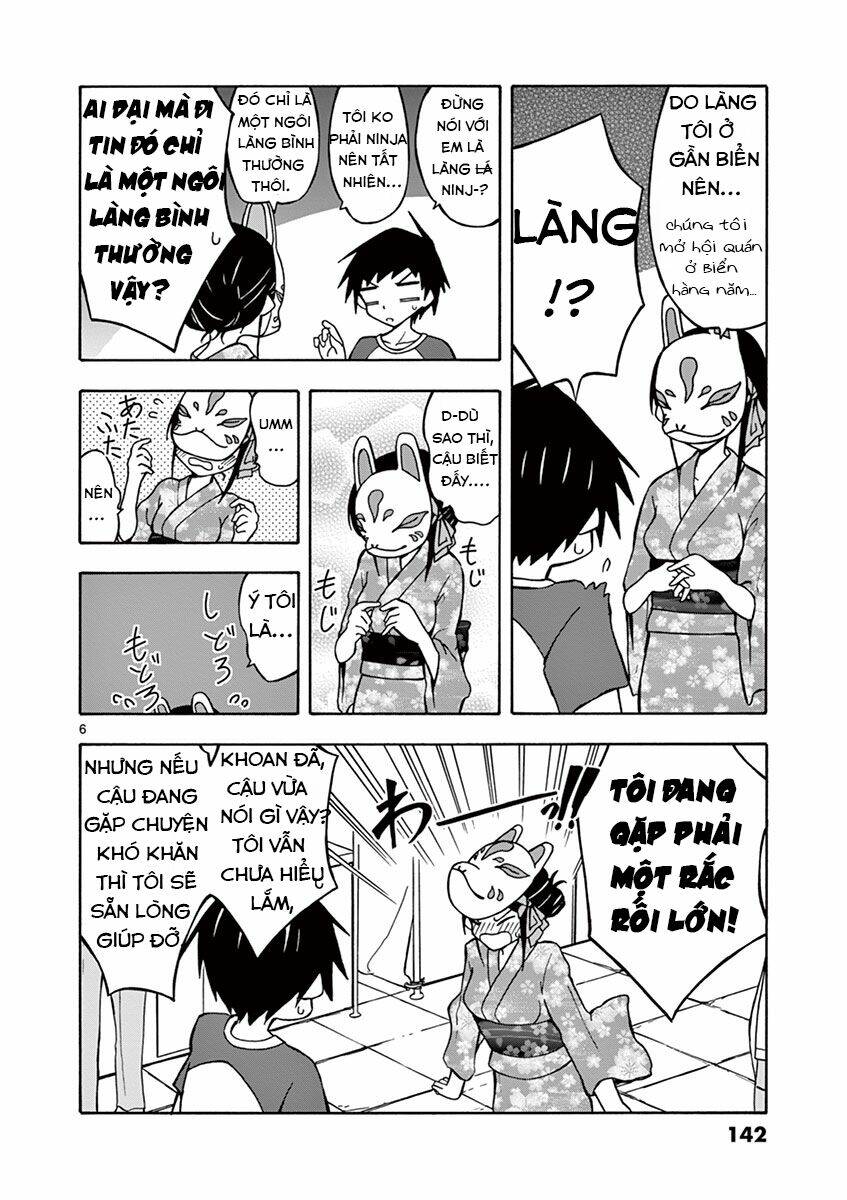 DO LÀNG
TÔI Ở
GẦN BIỂN
NÊN...
chúng tôi
mở hội quán
ở biển
hàng năm...
LÀNG
!?
ĐỪNG
NÓI VỚI
EM LÀ
LÀNG LÁ
NINJ-?
TÔI KO
PHẢI NINJA
NÊN TẤT
NHIÊN...
ĐÓ CHỈ LÀ
MỘT NGÔI
LÀNG BÌNH
THƯỜNG
THÔI.
AI DẠI MÀ ĐI
TIN ĐÓ CHỈ
LÀ MỘT NGÔI
LÀNG BÌNH
THƯỜNG
VẬY?
D-DÙ
SAO THÌ,
CẬU BIẾT
ĐẤY....
もじ
もじ
UMM
...
あたふた
NÊN
...
Ý TÔI
LÀ...
しどろ
もどろ
6
TÔI ĐANG
GẶP PHẢI
MỘT RẮC
RỐI LỚN!
わーーっ!!
KHOAN ĐÃ,
CẬU VỪA
NÓI GÌ VẬY?
TÔI VẪN
CHƯA HIỂU
LẮM,
NHƯNG NẾU
CẬU ĐANG
GẶP CHUYỆN
KHÓ KHĂN
THÌ TÔI SẼ
SẴN LÒNG
GIÚP ĐỠ
142